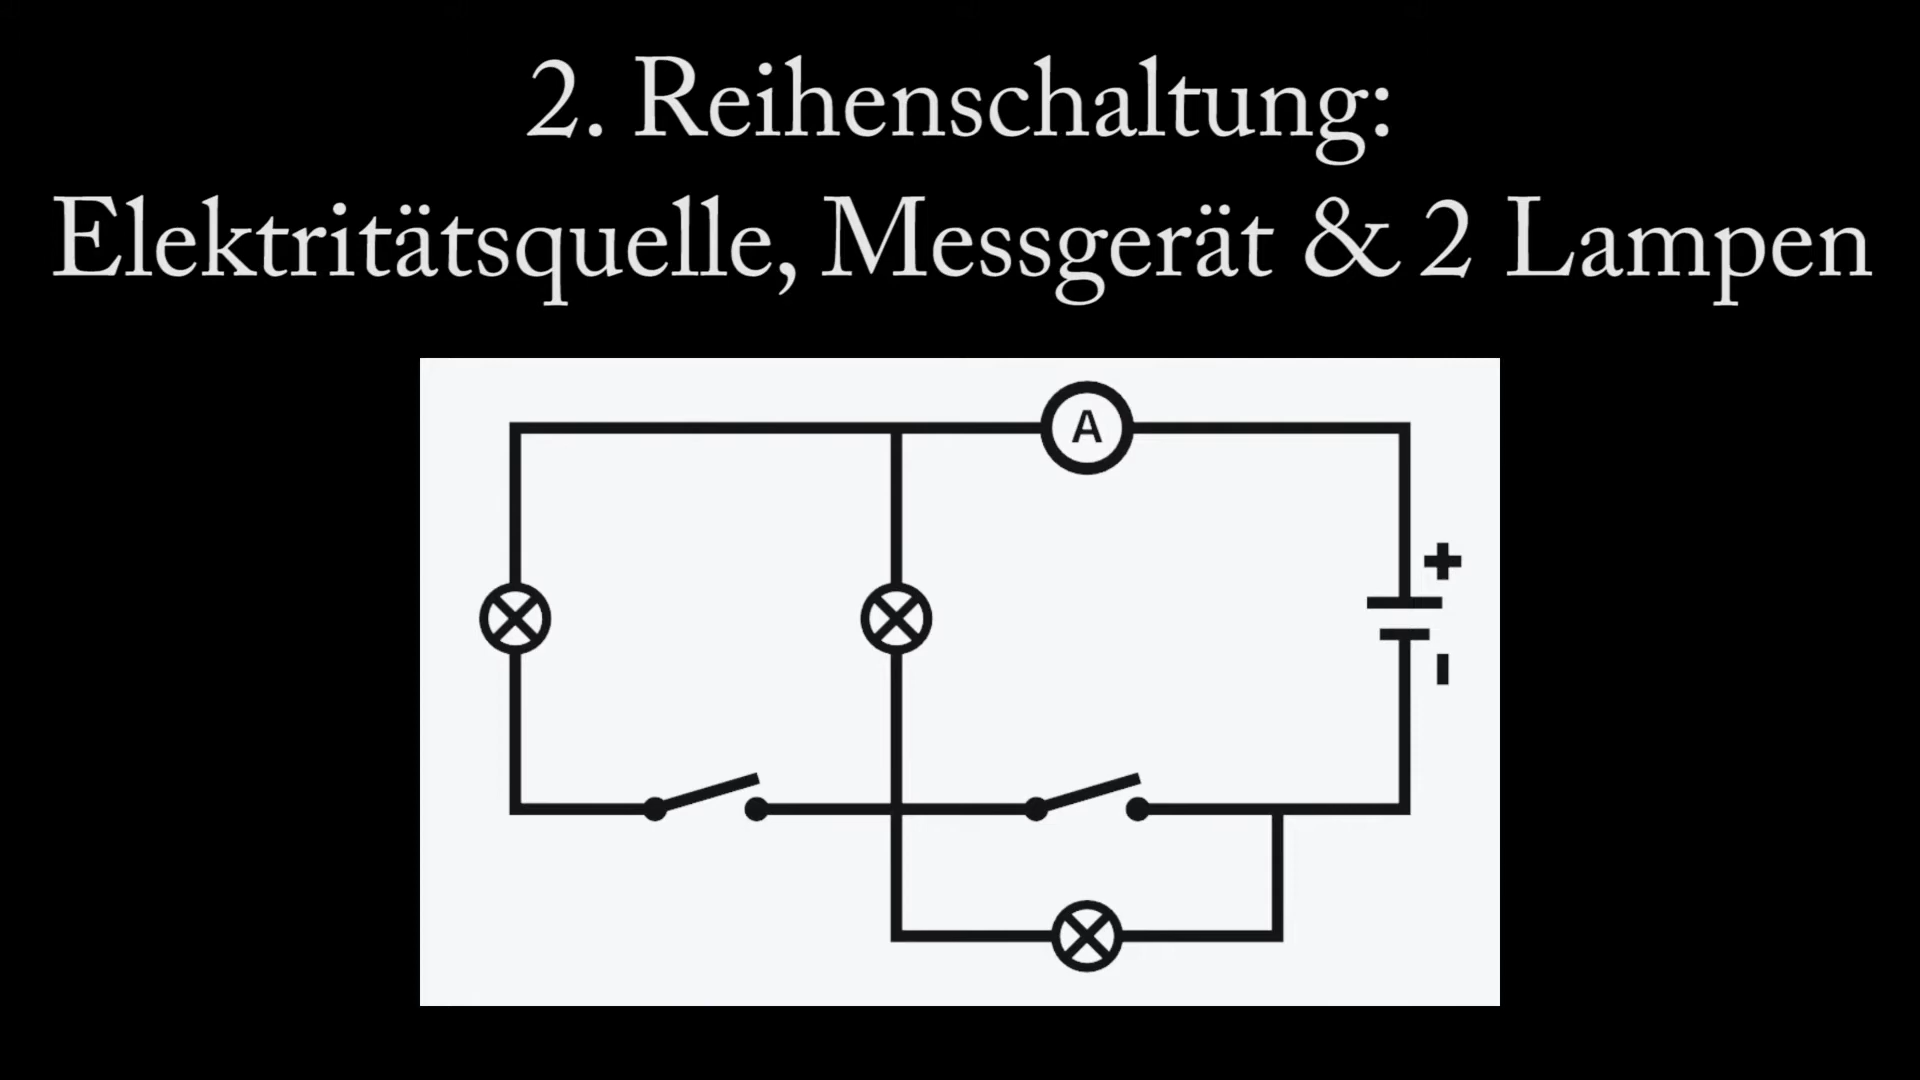 2. Reihenschaltung:
Elektritätsquelle, Messgerät & 2 Lampen
A
+
-